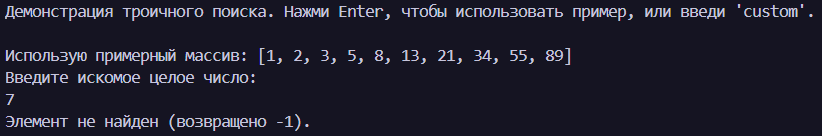 Демонстрация троичного поиска. Нажми Enter, чтобы использовать пример, или введи 'custom'.
Использую примерный массив: [1, 2, 3, 5, 8, 13, 21, 34, 55, 89]
Введите искомое целое число:
7
Элемент не найден (возвращено -1).